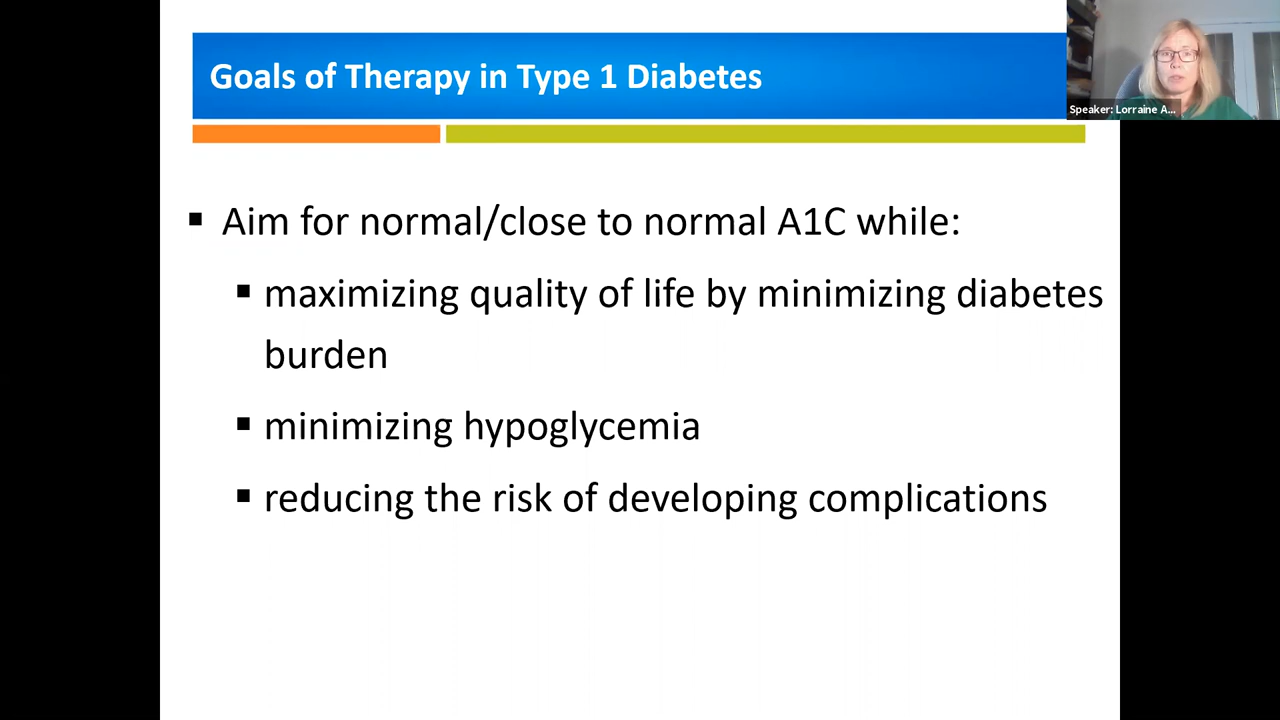 Goals of Therapy in Type 1 Diabetes
Speaker: Lorraine A...
▪ Aim for normal/close to normal A1C while:
▪ maximizing quality of life by minimizing diabetes
burden
▪ minimizing hypoglycemia
▪ reducing the risk of developing complications